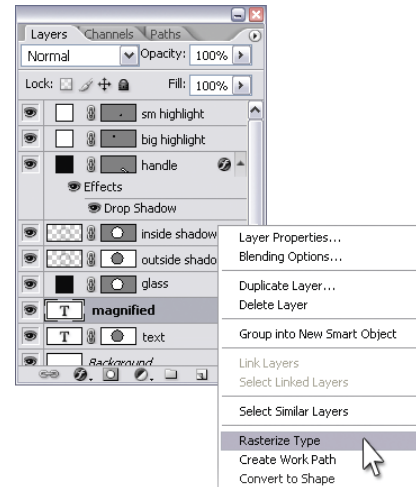 Layers Channels Paths
Normal Opacity: 100%
Lock: Fill: 100%
sm highlight
big highlight
handle
Effects
Drop Shadow
inside shadow
outside shado
glass
T magnified
T text
Background
Layer Properties...
Blending Options...
Duplicate Layer...
Delete Layer
Group into New Smart Object
Link Layers
Select Linked Layers
Select Similar Layers
Rasterize Type
Create Work Path
Convert to Shape